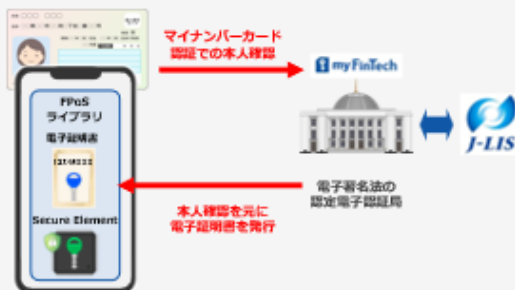 マイナンバーカード
認証での本人確認
myFinTech
FPoS
ライブラリ
電子証明書
J-LIS
電子署名法の
認定電子認証局
本人確認を元に
電子証明書を発行
Secure Element